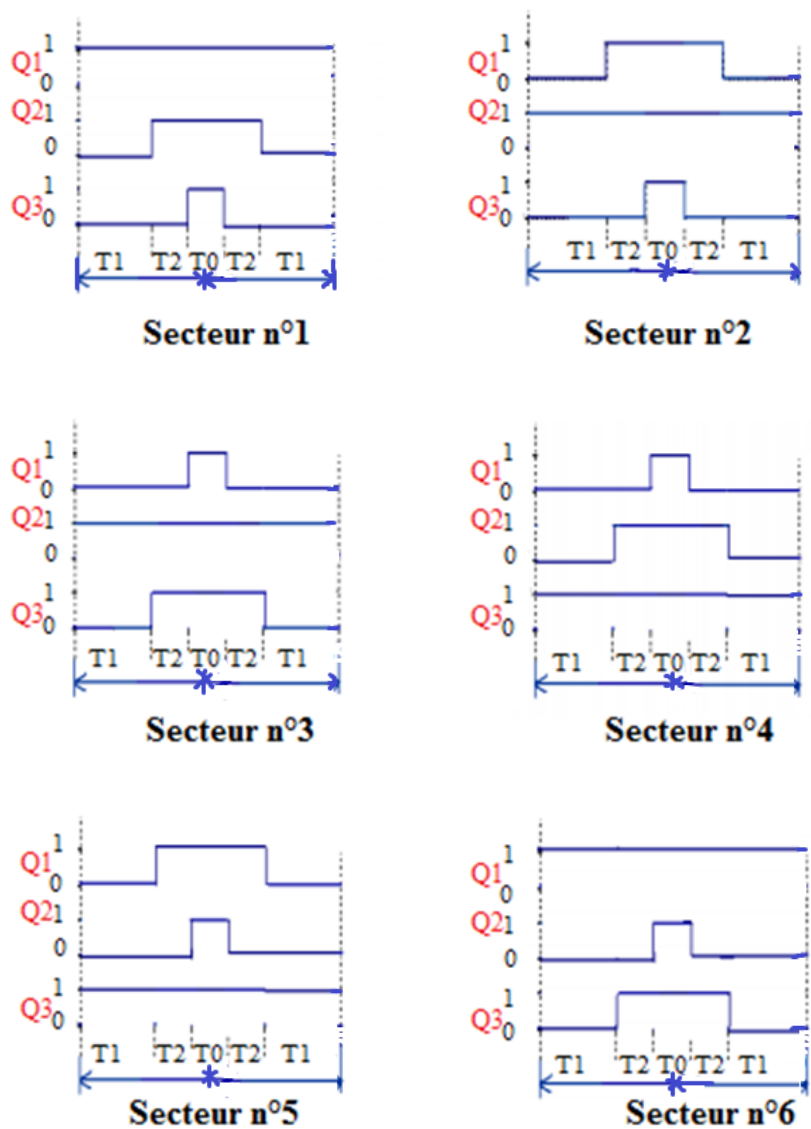 Q1 1
0
Q2 1
0
Q3 1
0
T1 T2 T0 T2 T1
Secteur n°1
Q1 1
0
Q2 1
0
Q3 1
0
T1 T2 T0 T2 T1
Secteur n°2
Q1 1
0
Q2 1
0
Q3 1
0
T1 T2 T0 T2 T1
Secteur n°3
Q1 1
0
Q2 1
0
Q3 1
0
T1 T2 T0 T2 T1
Secteur n°4
Q1 1
0
Q2 1
0
Q3 1
0
T1 T2 T0 T2 T1
Secteur n°5
Q1 1
0
Q2 1
0
Q3 1
0
T1 T2 T0 T2 T1
Secteur n°6